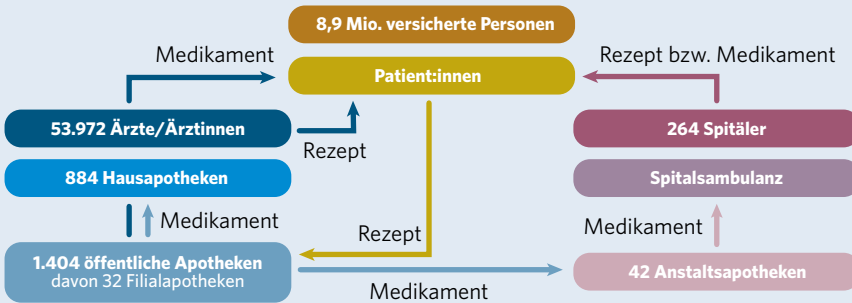 8,9 Mio. versicherte Personen
Medikament
Rezept bzw. Medikament
Patient:innen
53.972 Ärzte/Ärztinnen
264 Spitäler
Rezept
884 Hausapotheken
Spitalsambulanz
Medikament
Rezept
Medikament
1.404 öffentliche Apotheken
davon 32 Filialapotheken
42 Anstaltsapotheken
Medikament